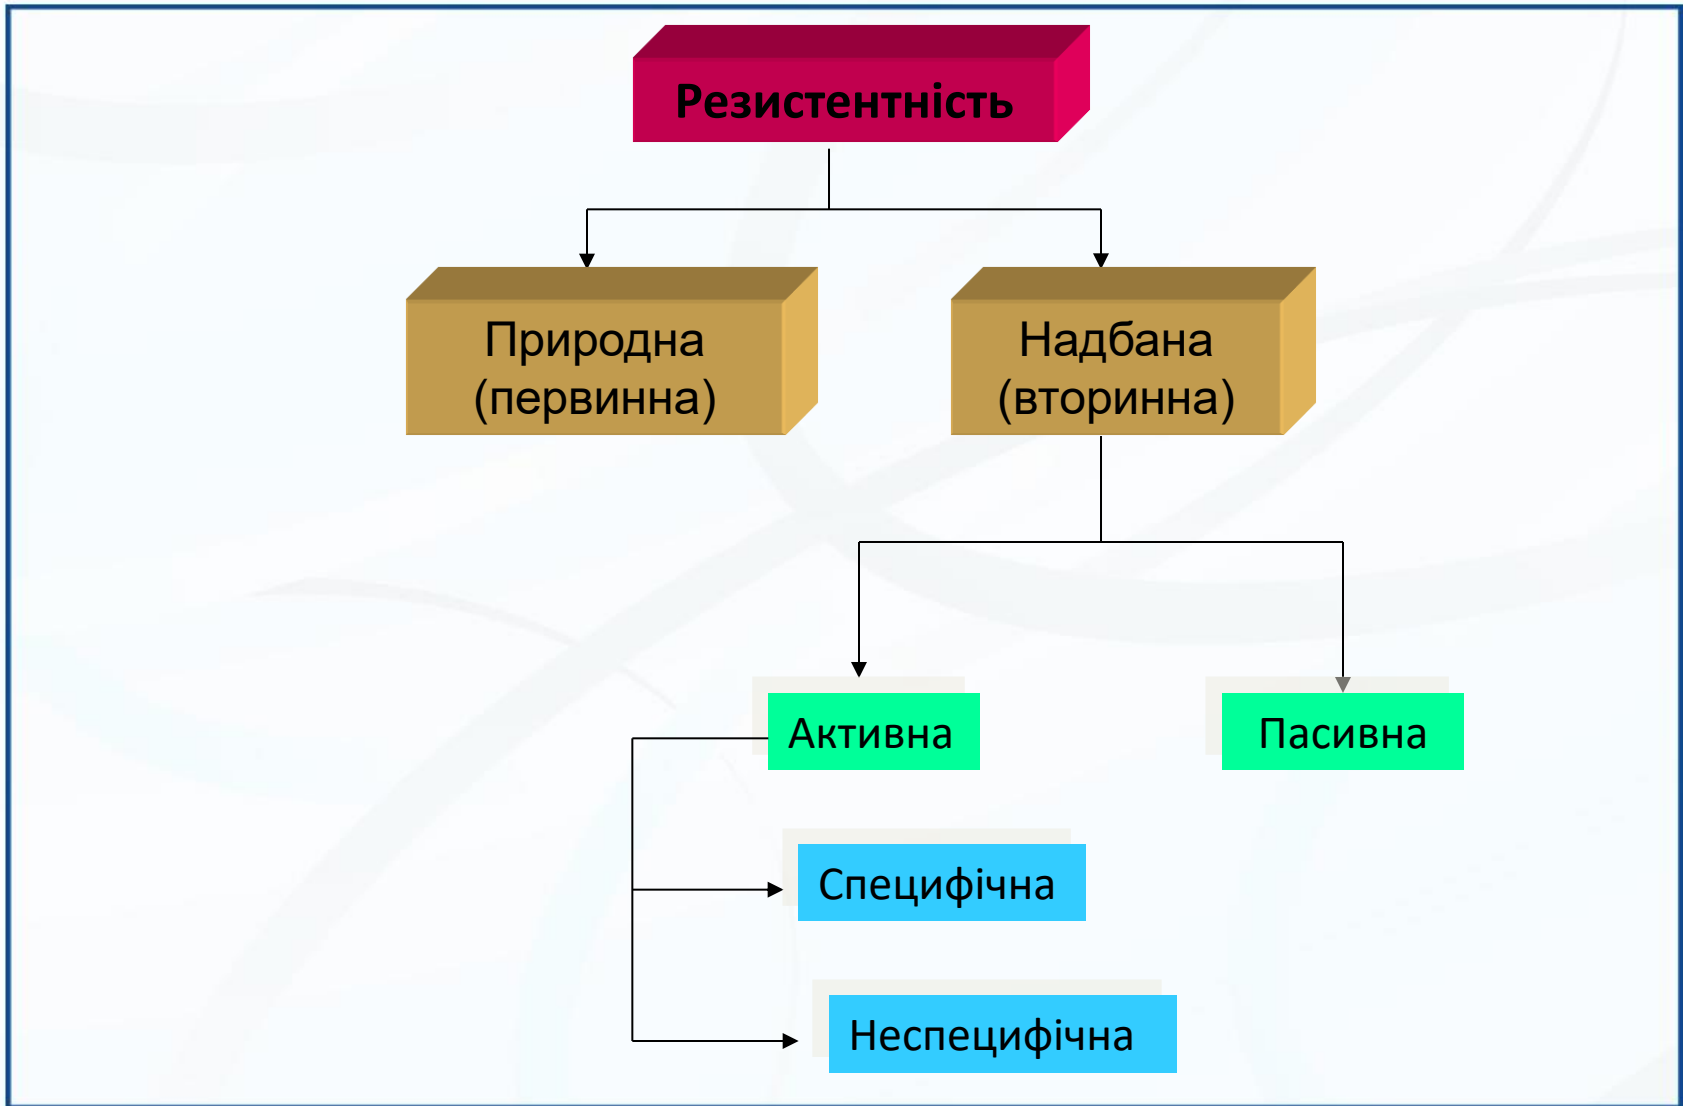 Резистентність
Природна
(первинна)
Надбана
(вторинна)
Активна
Пасивна
Специфічна
Неспецифічна